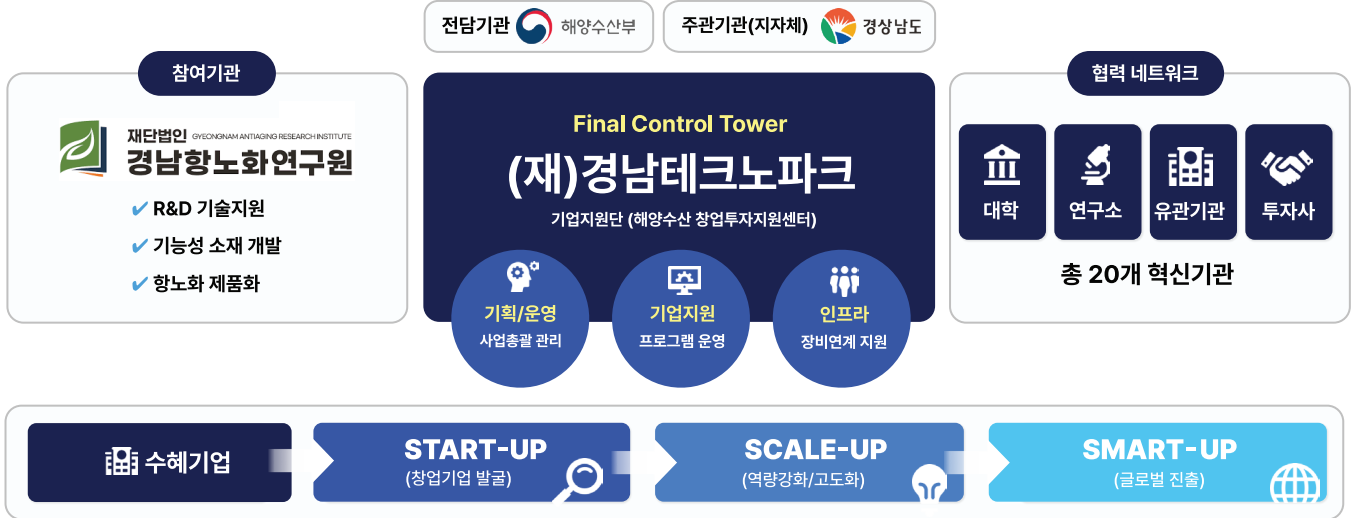 전담기관 해양수산부
주관기관(지자체) 경상남도
참여기관
재단법인 GYEONGNAM ANTIAGING RESEARCH INSTITUTE
경남항노화연구원
R&D 기술지원
기능성 소재 개발
항노화 제품화
Final Control Tower
(재)경남테크노파크
기업지원단 (해양수산 창업투자지원센터)
기획/운영
사업총괄 관리
기업지원
프로그램 운영
인프라
장비연계 지원
협력 네트워크
대학
연구소
유관기관
투자사
총 20개 혁신기관
수혜기업
START-UP
(창업기업 발굴)
SCALE-UP
(역량강화/고도화)
SMART-UP
(글로벌 진출)